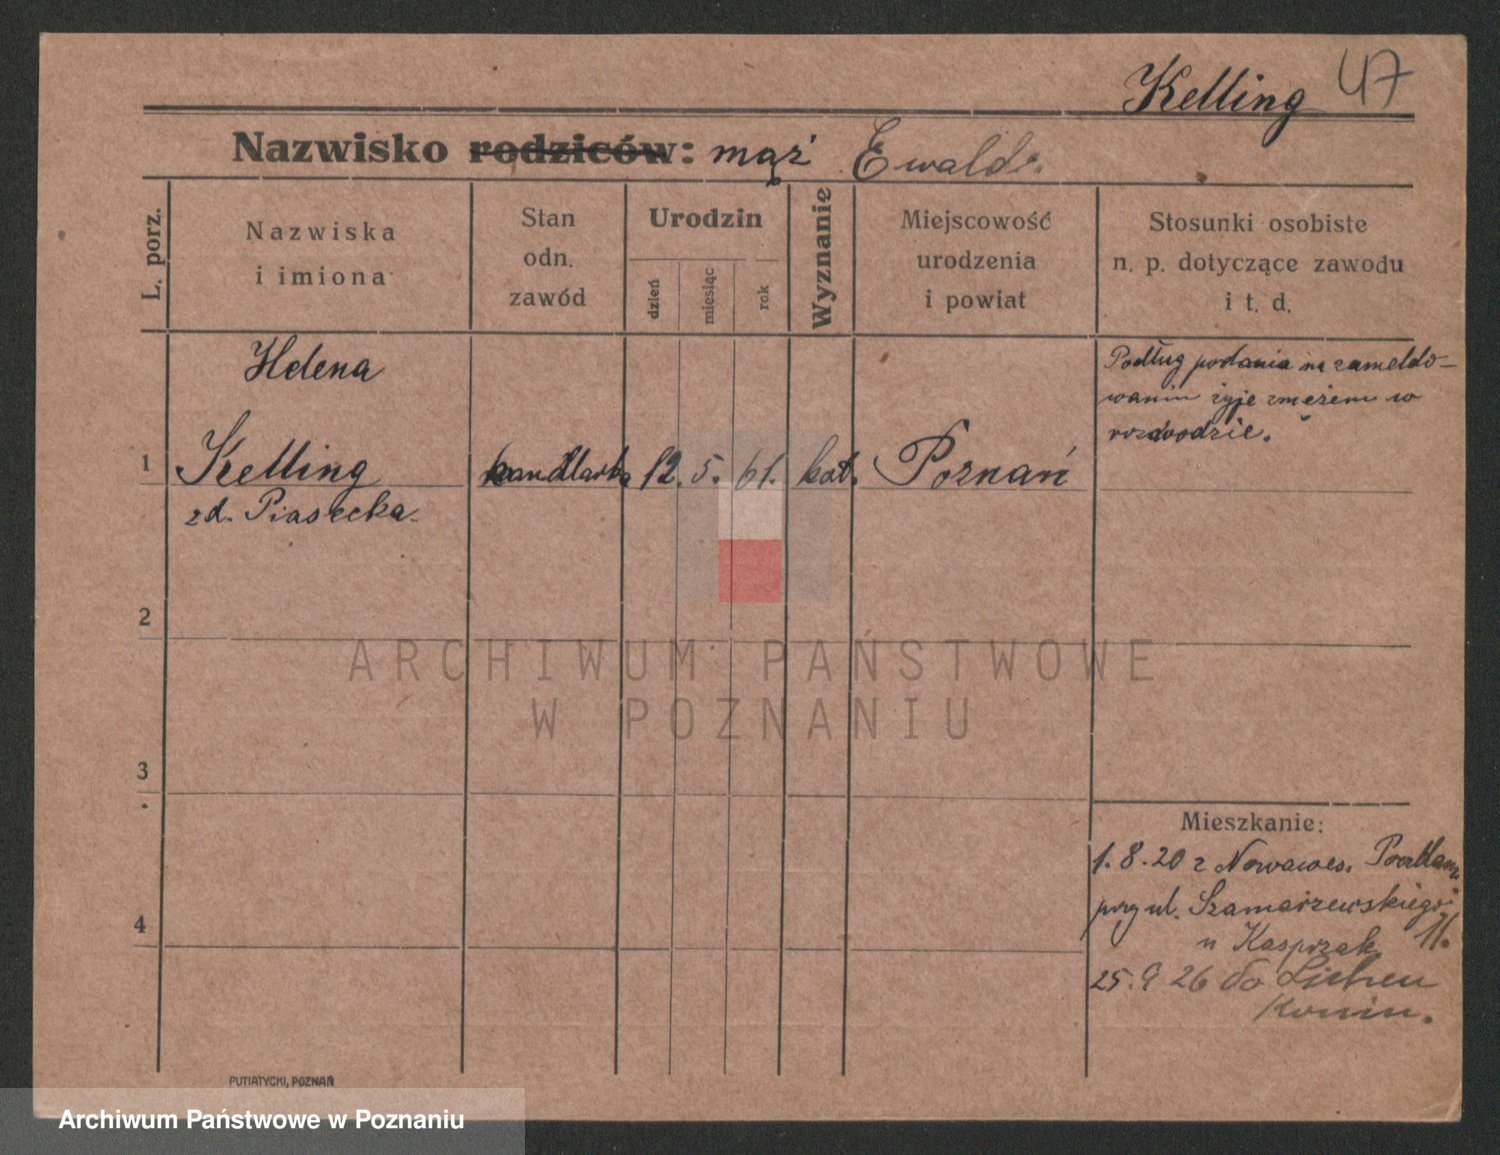 Kelling 47
Nazwisko rodziców: mąż Ewald.
L. porz.
Nazwiska
i imiona
Stan
odn.
zawód
Urodzin
dzień
miesiąc
rok
Wyznanie
Miejscowość
urodzenia
i powiat
Stosunki osobiste
n. p. dotyczące zawodu
i t. d.
Helena
1 Kelling handlarka 12. 5. 61. kat. Poznań
zd. Piasecka
Podług podania na zameldo-
waniu żyje z mężem w
rozwodzie.
2
3
4
Mieszkanie:
1. 8. 20 z Nowawes.
przy ul. Szamarzewskiego
11.
u Kasprzak
25. 9 26 do Lichen
Konin.
PUTIATYCKI, POZNAŃ
ARCHIWUM PAŃSTWOWE
W POZNANIU
Archiwum Państwowe w Poznaniu